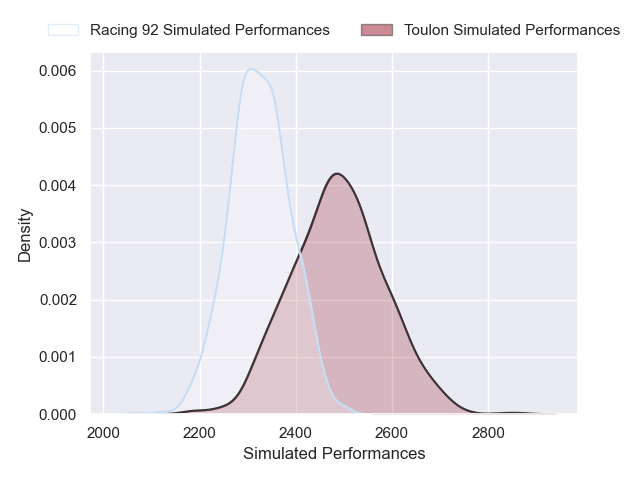 Racing 92 Simulated Performances Toulon Simulated Performances
0.006
0.005
0.004
0.003
0.002
0.001
0.000
Density
2000 2200 2400 2600 2800
Simulated Performances